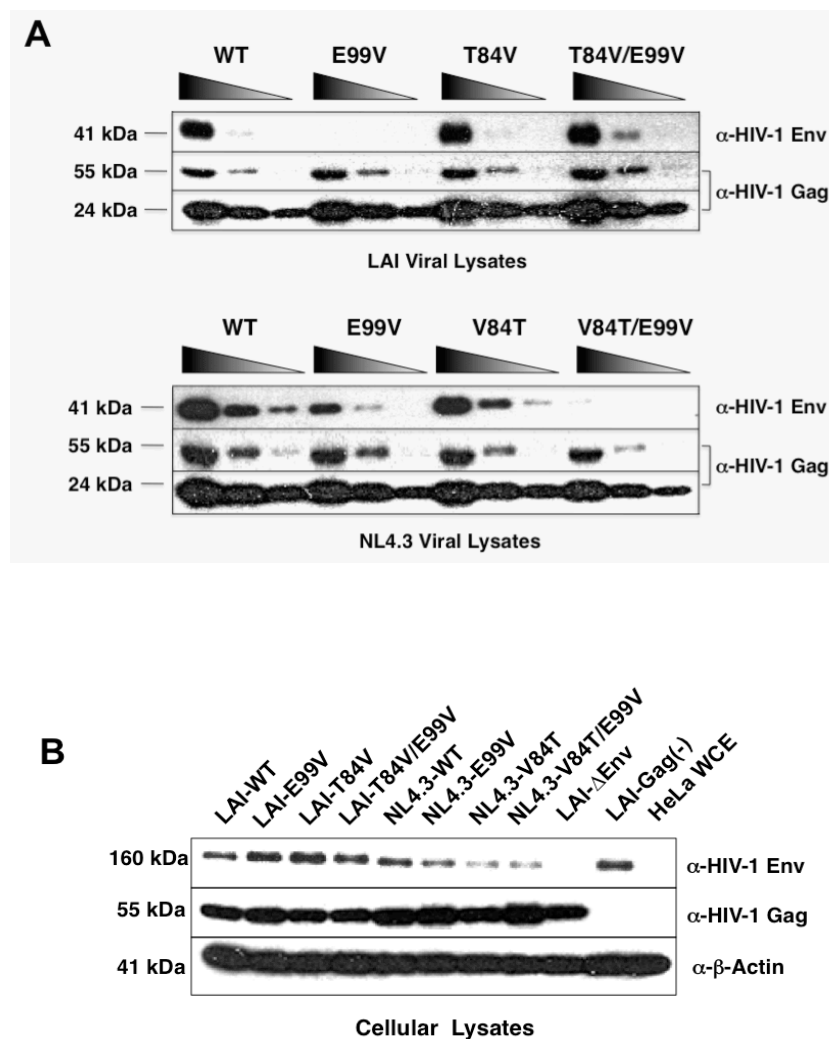 A
WT E99V T84V T84V/E99V
41 kDa α-HIV-1 Env
55 kDa
α-HIV-1 Gag
24 kDa
LAI Viral Lysates
WT E99V V84T V84T/E99V
41 kDa α-HIV-1 Env
55 kDa
α-HIV-1 Gag
24 kDa
NL4.3 Viral Lysates
B
LAI-WT
LAI-E99V
LAI-T84V
LAI-T84V/E99V
NL4.3-WT
NL4.3-E99V
NL4.3-V84T
NL4.3-V84T/E99V
LAI-ΔEnv
LAI-Gag(-)
HeLa WCE
160 kDa α-HIV-1 Env
55 kDa α-HIV-1 Gag
41 kDa α-β-Actin
Cellular Lysates